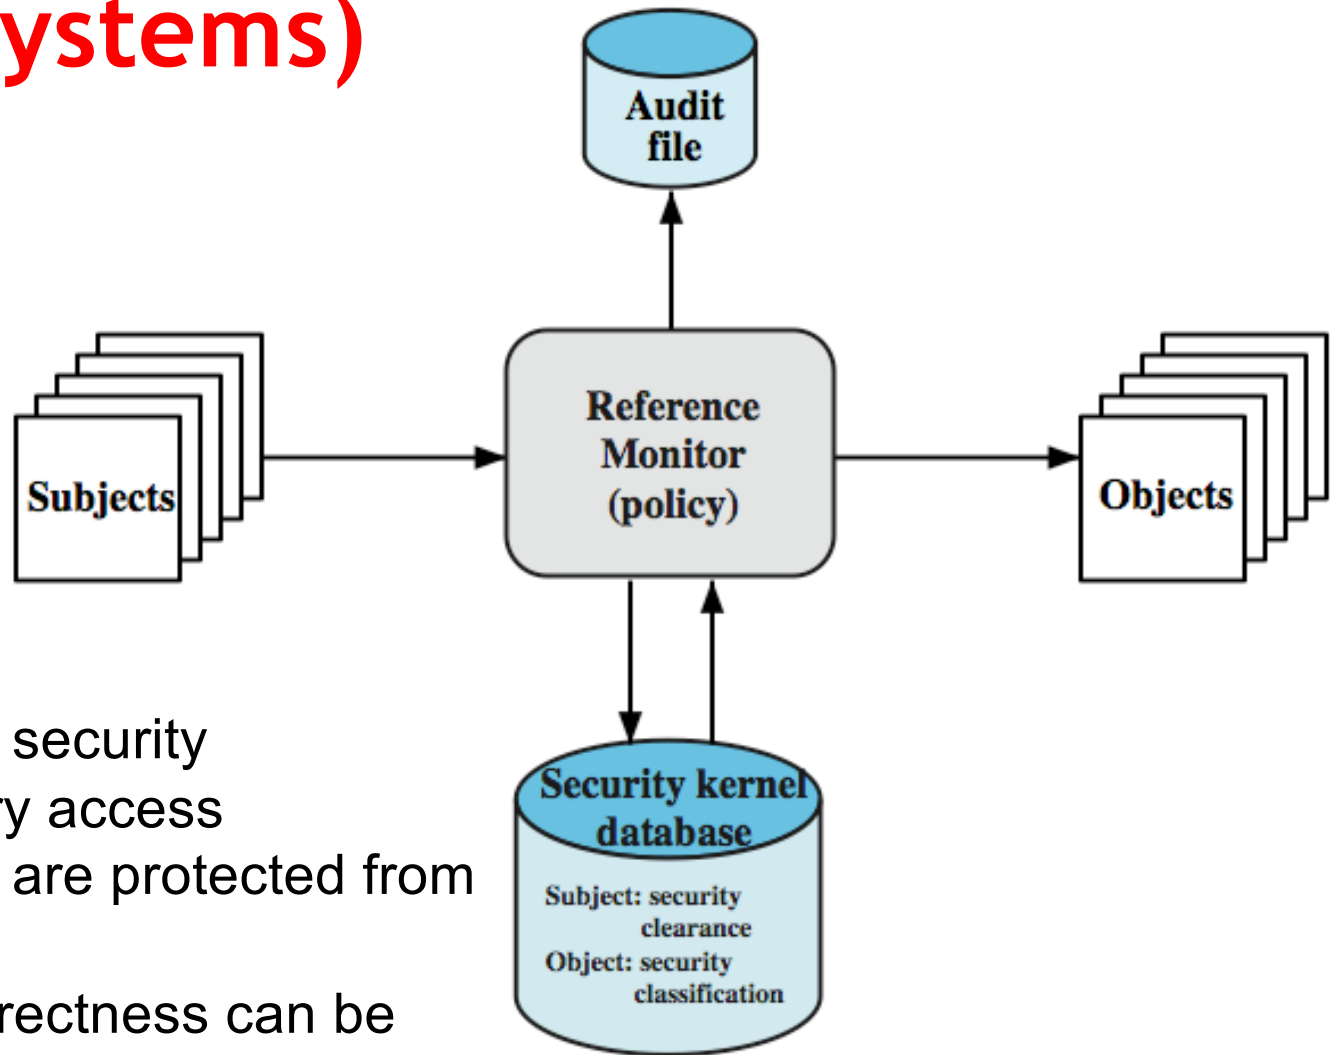 ystems)
Audit
file
Reference
Monitor
(policy)
Subjects
Objects
security
ry access
are protected from
rectness can be
Security kernel
database
Subject: security
clearance
Object: security
classification